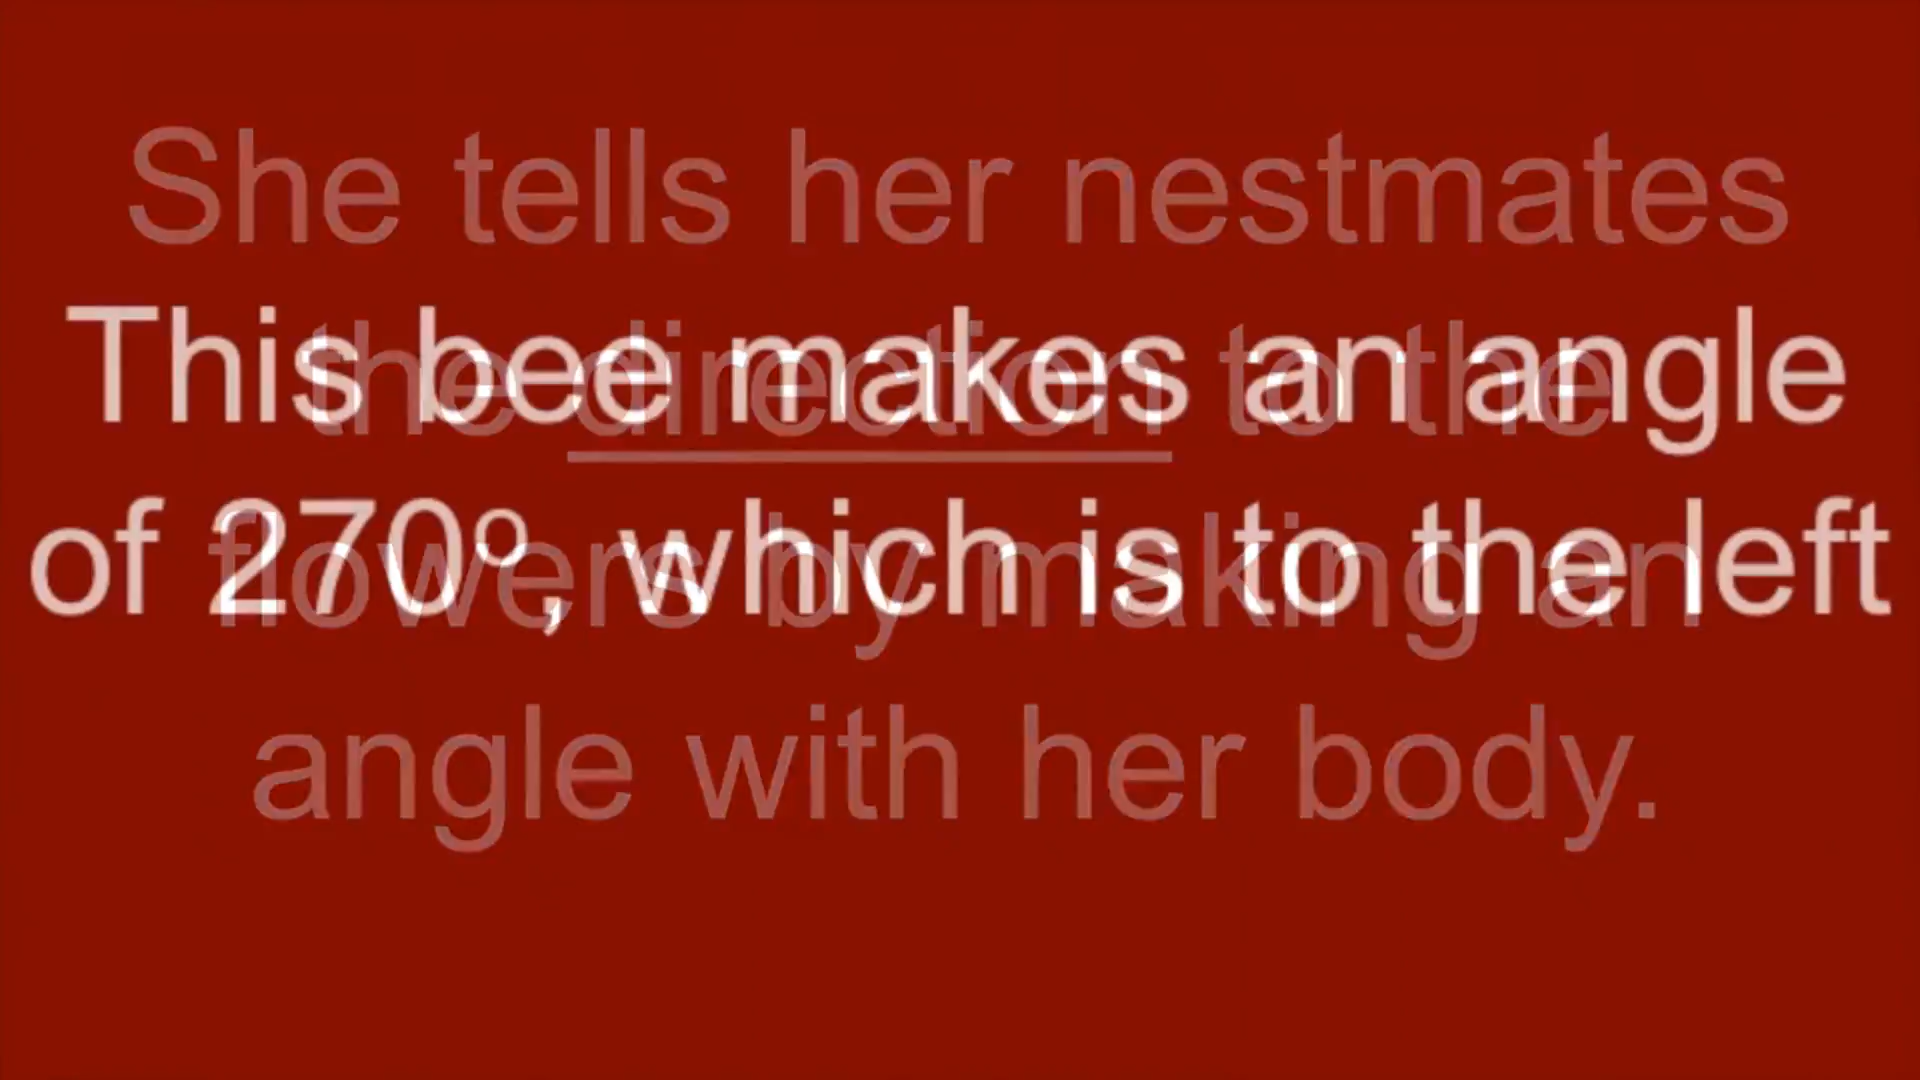 She tells her nestmates
the direction to the
flowers by making an
angle with her body.
This bee makes an angle
of 270º, which is to the left